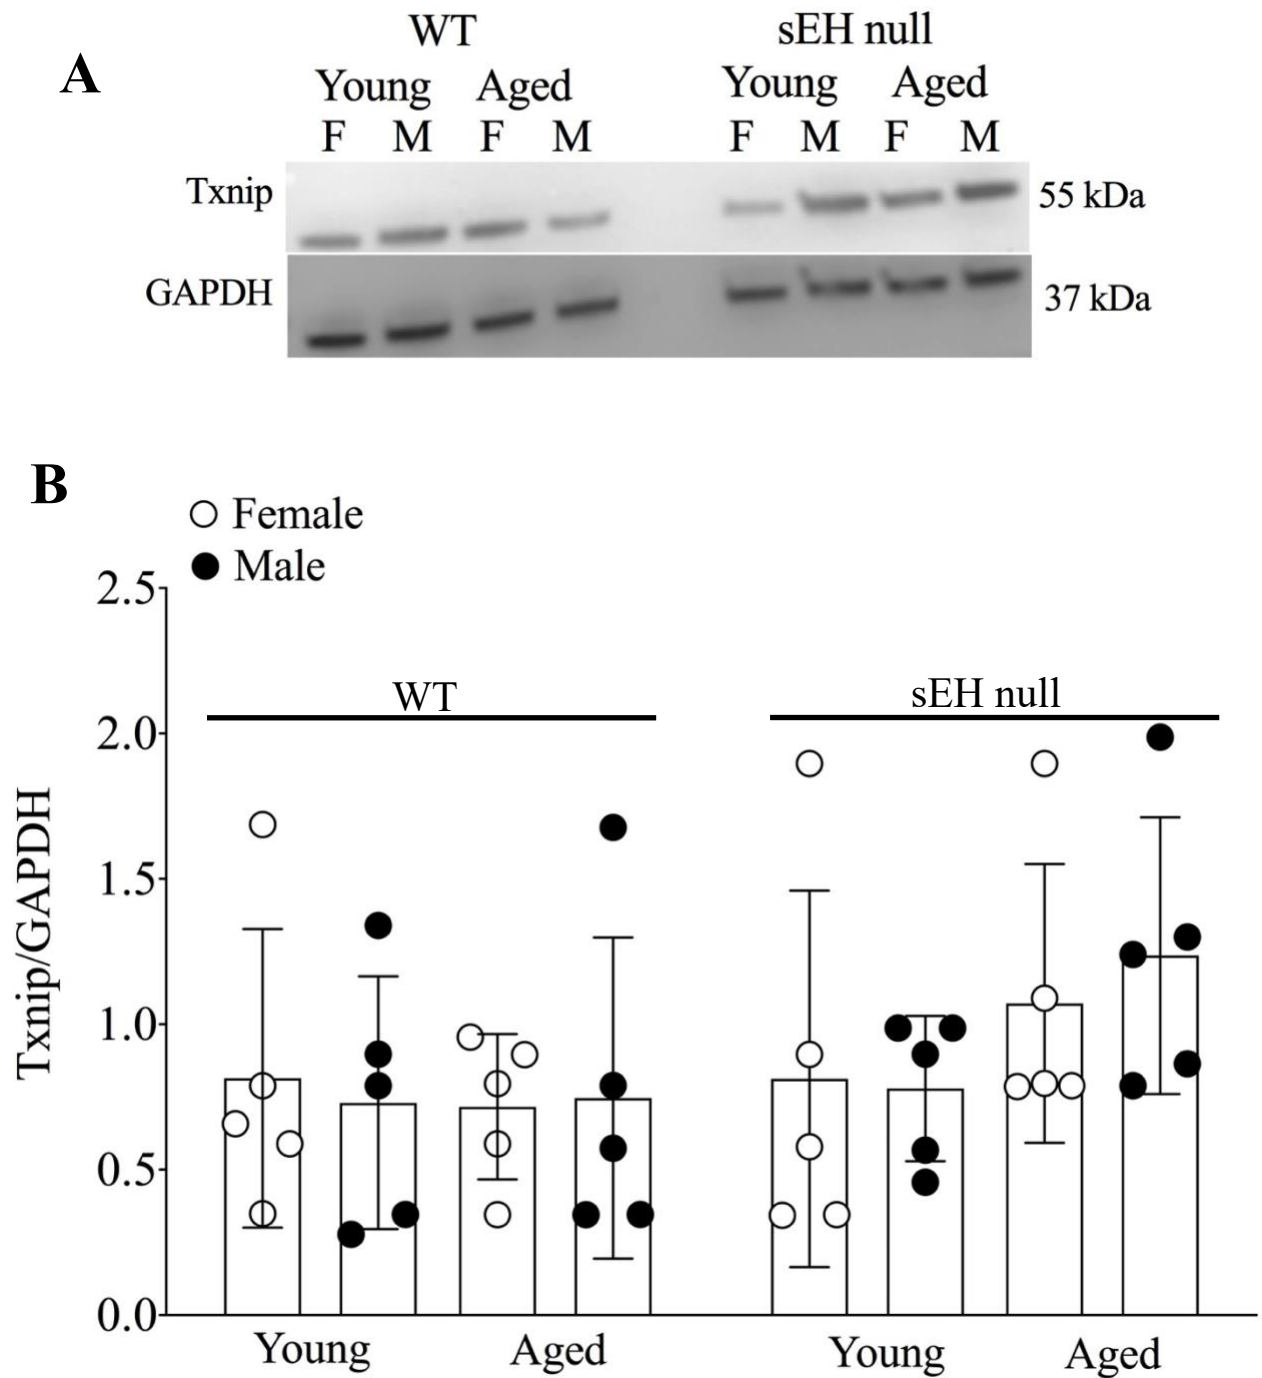 A
WT sEH null
Young Aged Young Aged
F M F M F M F M
Txnip 55 kDa
GAPDH 37 kDa
B
Female
Male
2.5
WT sEH null
2.0
1.5
1.0
0.5
0.0
Txnip/GAPDH
Young Aged Young Aged